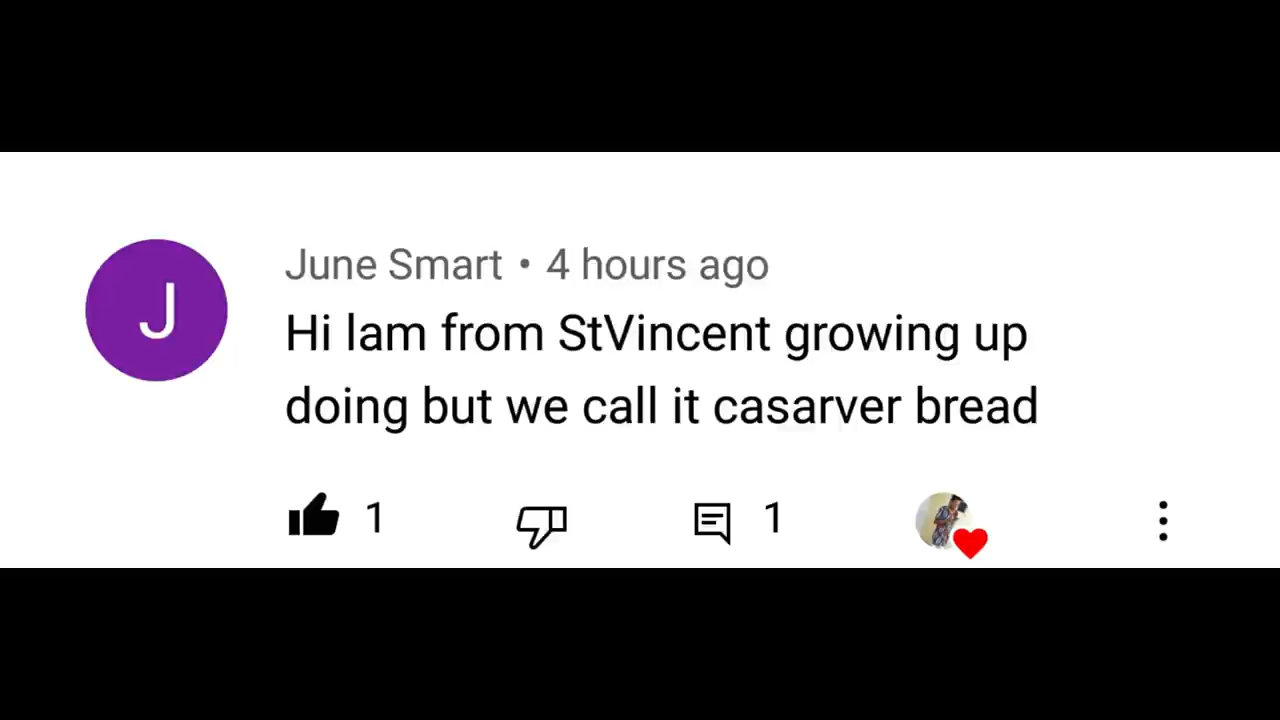 J
June Smart • 4 hours ago
Hi Iam from StVincent growing up
doing but we call it casarver bread
1
1